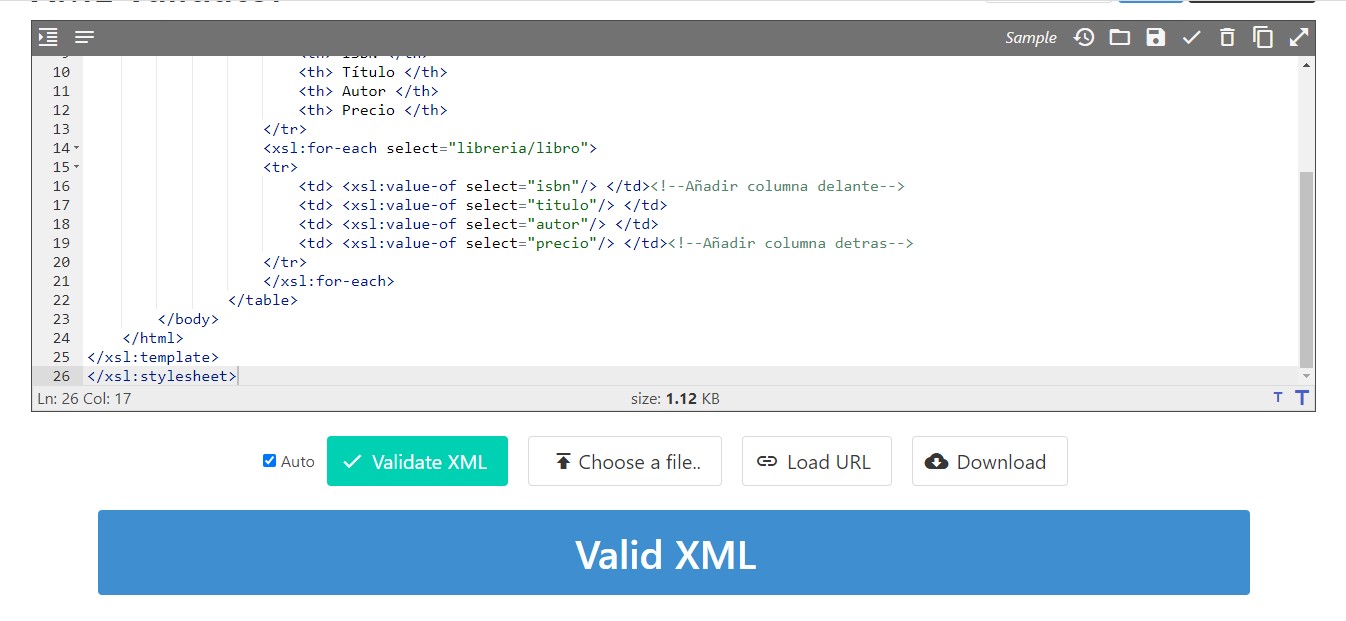 Sample
10 <th> Título </th>
11 <th> Autor </th>
12 <th> Precio </th>
13 </tr>
14 <xsl:for-each select="libreria/libro">
15 <tr>
16 <td> <xsl:value-of select="isbn"/> </td><!--Añadir columna delante-->
17 <td> <xsl:value-of select="titulo"/> </td>
18 <td> <xsl:value-of select="autor"/> </td>
19 <td> <xsl:value-of select="precio"/> </td><!--Añadir columna detras-->
20 </tr>
21 </xsl:for-each>
22 </table>
23 </body>
24 </html>
25 </xsl:template>
26 </xsl:stylesheet>
Ln: 26 Col: 17 size: 1.12 KB T T
Auto Validate XML Choose a file.. Load URL Download
Valid XML